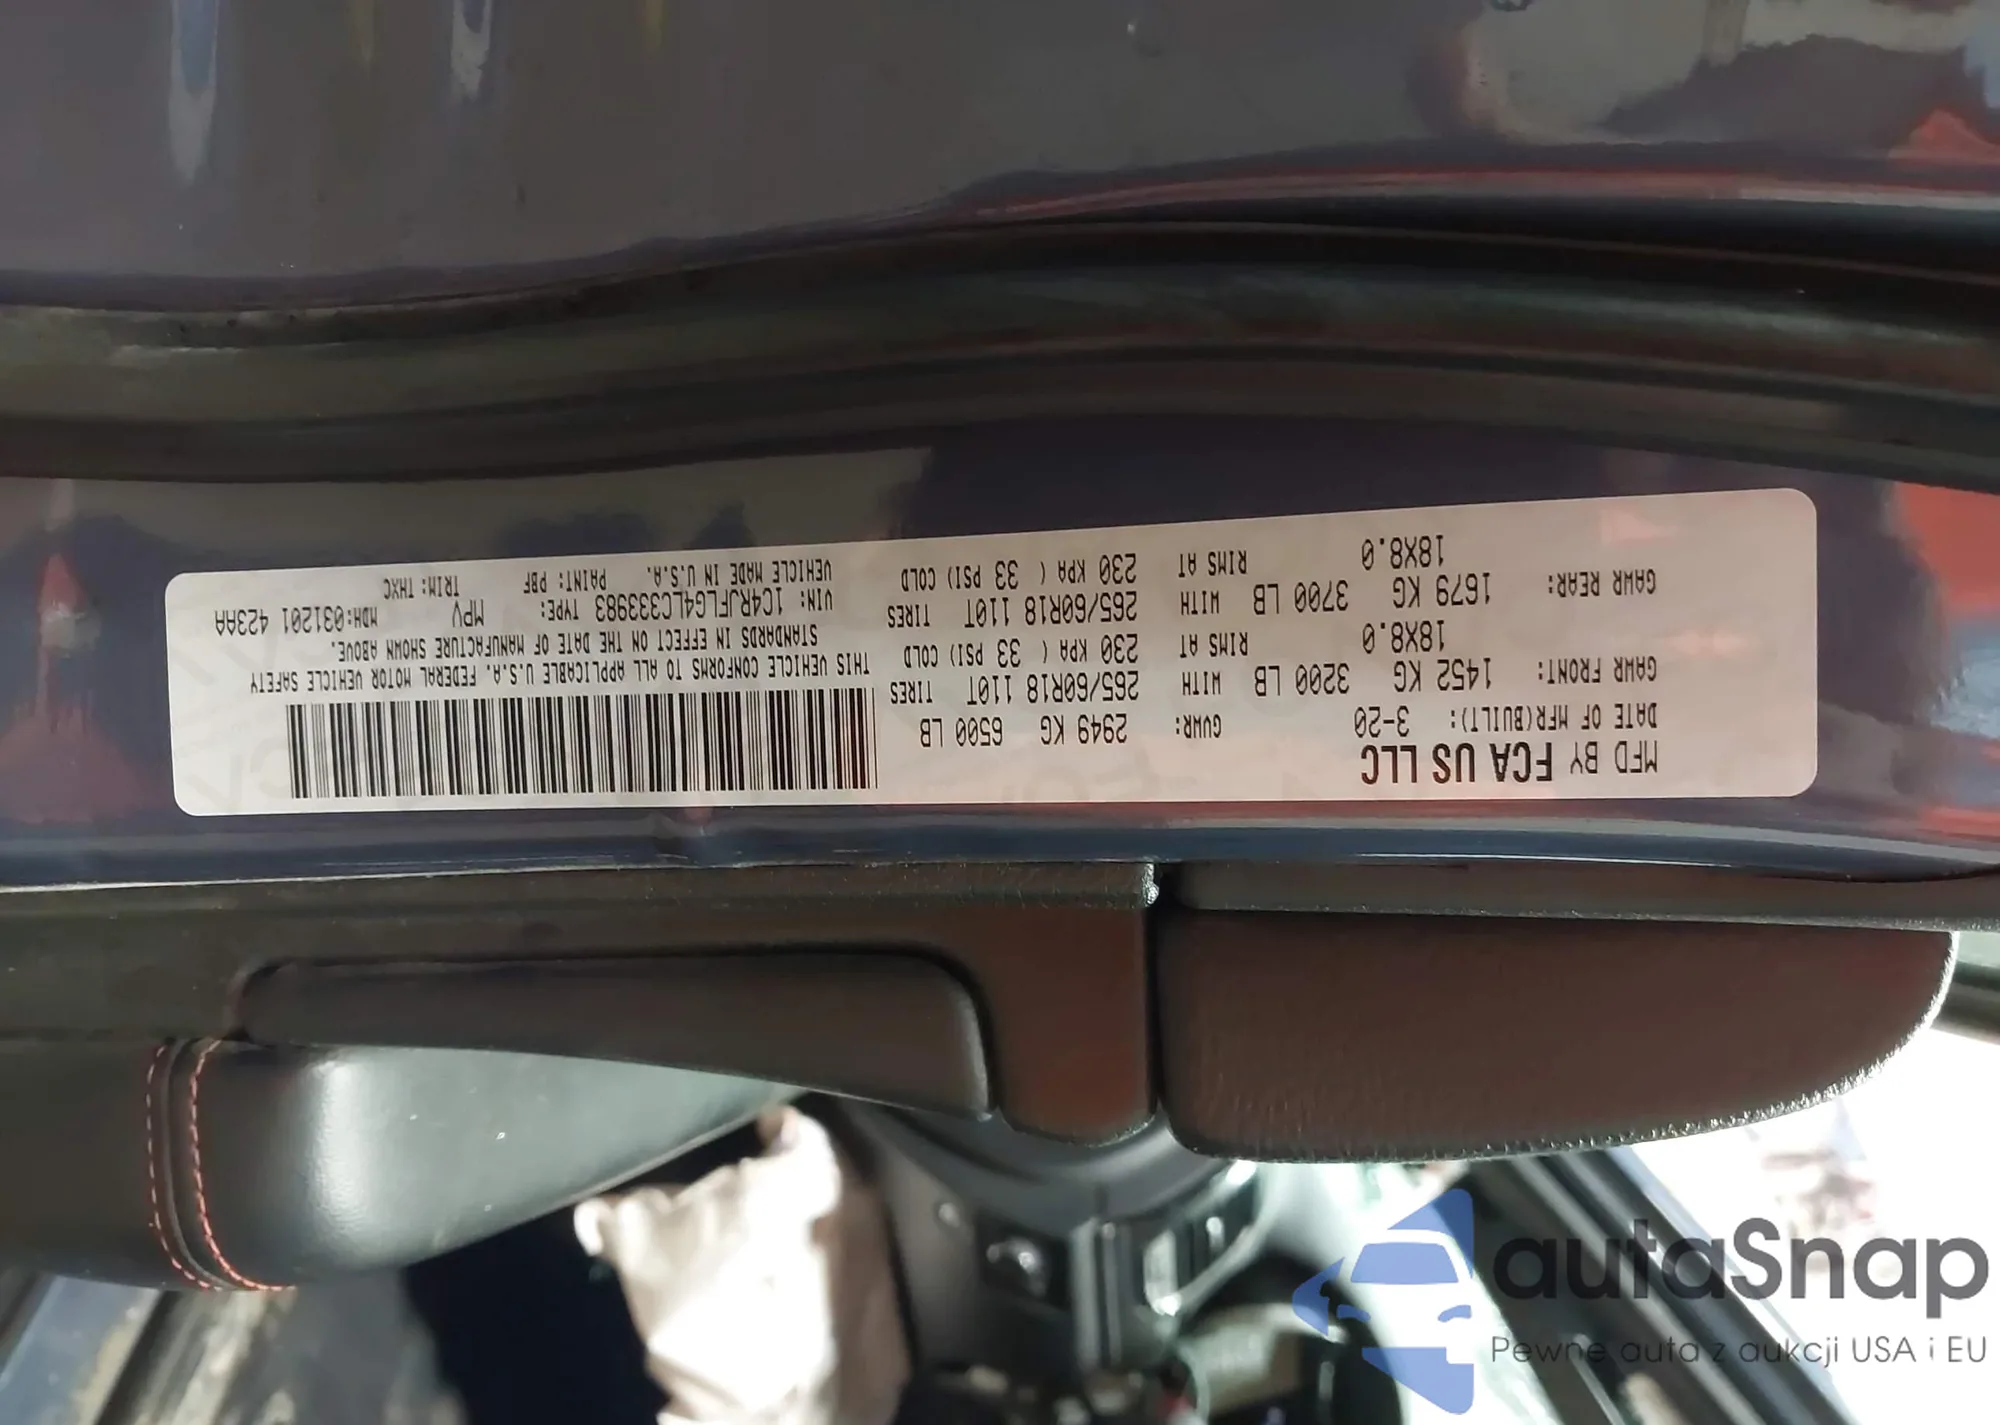 MFD BY FCA US LLC
DATE OF MFR(BUILT): 3-20 GVWR: 2949 KG 6500 LB
GAWR FRONT: 1452 KG 3200 LB WITH 265/60R18 110T TIRES
18X8.0 RIMS AT 230 KPA ( 33 PSI) COLD
GAWR REAR: 1679 KG 3700 LB WITH 265/60R18 110T TIRES
18X8.0 RIMS AT 230 KPA ( 33 PSI) COLD
THIS VEHICLE CONFORMS TO ALL APPLICABLE U.S.A. FEDERAL MOTOR VEHICLE SAFETY
STANDARDS IN EFFECT ON THE DATE OF MANUFACTURE SHOWN ABOVE.
VIN: 1C4RJFLG4LC333983 TYPE: MPV MDH:031201 423AA
VEHICLE MADE IN U.S.A. PAINT: PBF TRIM: THXC
autaSnap
Pewne auta z aukcji USA i EU